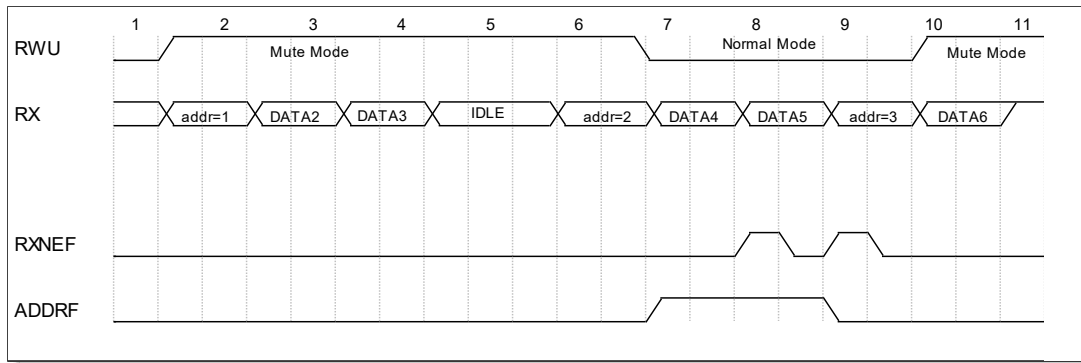 1 2 3 4 5 6 7 8 9 10 11
RWU Mute Mode Normal Mode Mute Mode
RX addr=1 DATA2 DATA3 IDLE addr=2 DATA4 DATA5 addr=3 DATA6
RXNEF
ADDRF